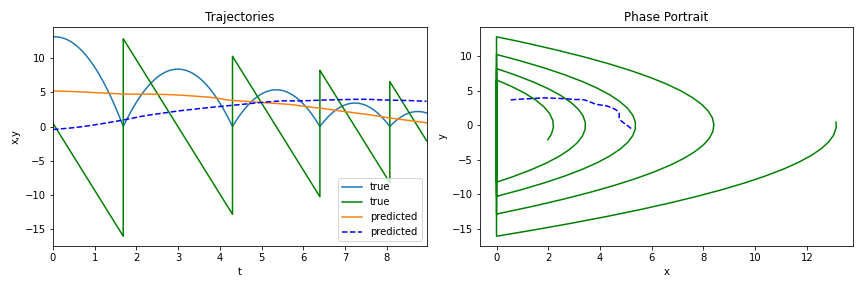 Trajectories
x,y
10
5
0
−5
−10
−15
0 1 2 3 4 5 6 7 8
t
true
true
predicted
predicted
Phase Portrait
y
10
5
0
−5
−10
−15
0 2 4 6 8 10 12
x